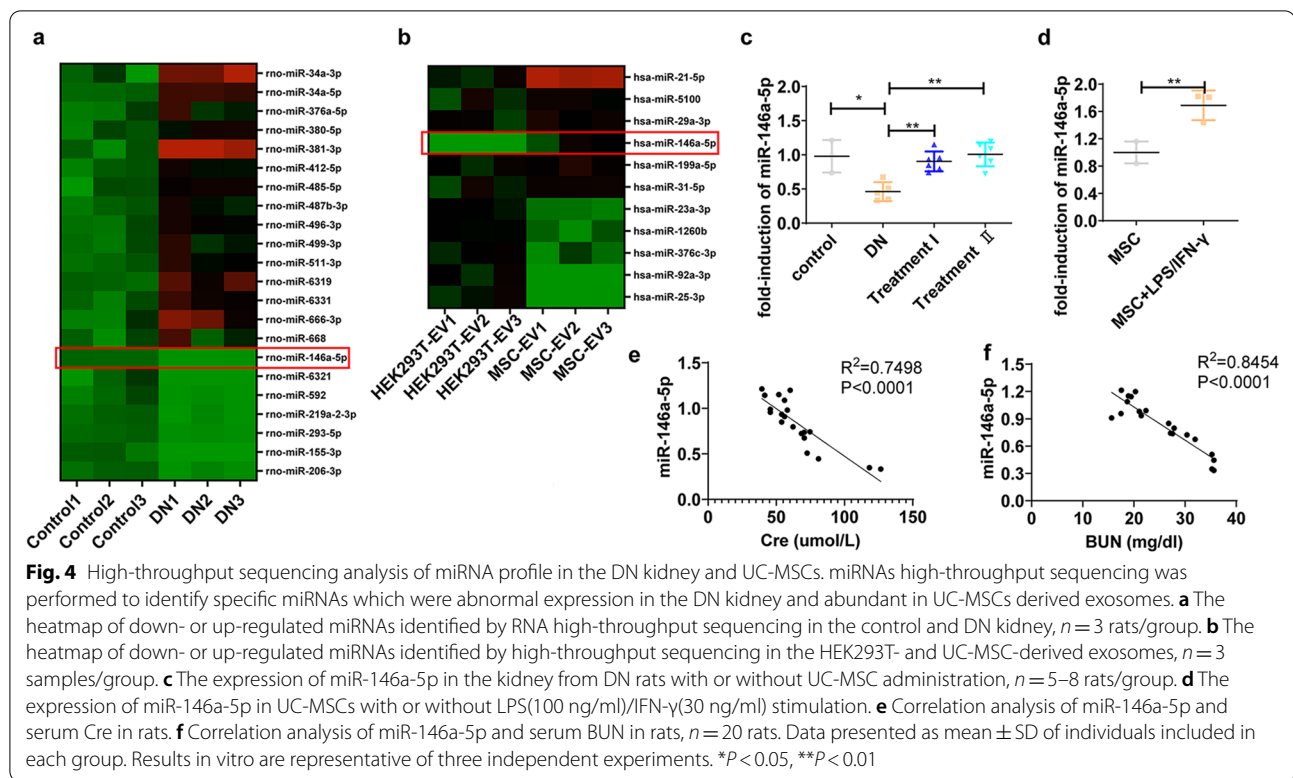 a
rno-miR-34a-3p
rno-miR-34a-5p
rno-miR-376a-5p
rno-miR-380-5p
rno-miR-381-3p
rno-miR-412-5p
rno-miR-485-5p
rno-miR-487b-3p
rno-miR-496-3p
rno-miR-499-3p
rno-miR-511-3p
rno-miR-6319
rno-miR-6331
rno-miR-666-3p
rno-miR-668
rno-miR-146a-5p
rno-miR-6321
rno-miR-592
rno-miR-219a-2-3p
rno-miR-293-5p
rno-miR-155-3p
rno-miR-206-3p
Control1
Control2
Control3
DN1
DN2
DN3
b
hsa-miR-21-5p
hsa-miR-5100
hsa-miR-29a-3p
hsa-miR-146a-5p
hsa-miR-199a-5p
hsa-miR-31-5p
hsa-miR-23a-3p
hsa-miR-1260b
hsa-miR-376c-3p
hsa-miR-92a-3p
hsa-miR-25-3p
HEK293T-EV1
HEK293T-EV2
HEK293T-EV3
MSC-EV1
MSC-EV2
MSC-EV3
c
fold-induction of miR-146a-5p
2.0
1.5
1.0
0.5
0.0
*
**
**
control
DN
Treatment I
Treatment II
d
fold-induction of miR-146a-5p
2.0
1.5
1.0
0.5
0.0
**
MSC
MSC+LPS/IFN-γ
e
miR-146a-5p
1.5
1.0
0.5
0.0
R²=0.7498
P<0.0001
0
50
100
150
Cre (umol/L)
f
miR-146a-5p
1.5
1.2
0.9
0.6
0.3
0.0
R²=0.8454
P<0.0001
10
20
30
40
BUN (mg/dl)
Fig. 4 High-throughput sequencing analysis of miRNA profile in the DN kidney and UC-MSCs. miRNAs high-throughput sequencing was
performed to identify specific miRNAs which were abnormal expression in the DN kidney and abundant in UC-MSCs derived exosomes. a The
heatmap of down- or up-regulated miRNAs identified by RNA high-throughput sequencing in the control and DN kidney, n = 3 rats/group. b The
heatmap of down- or up-regulated miRNAs identified by high-throughput sequencing in the HEK293T- and UC-MSC-derived exosomes, n = 3
samples/group. c The expression of miR-146a-5p in the kidney from DN rats with or without UC-MSC administration, n = 5–8 rats/group. d The
expression of miR-146a-5p in UC-MSCs with or without LPS(100 ng/ml)/IFN-γ(30 ng/ml) stimulation. e Correlation analysis of miR-146a-5p and
serum Cre in rats. f Correlation analysis of miR-146a-5p and serum BUN in rats, n = 20 rats. Data presented as mean ± SD of individuals included in
each group. Results in vitro are representative of three independent experiments. *P < 0.05, **P < 0.01